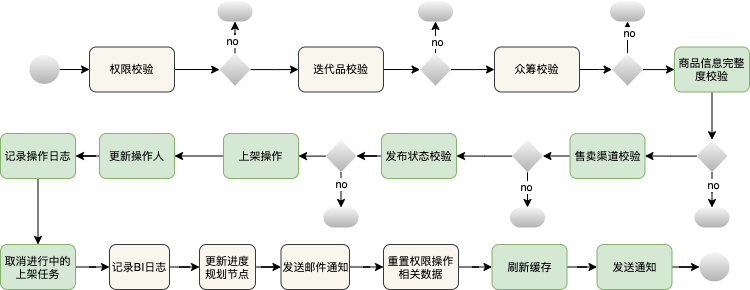 no
no
no
权限校验
迭代品校验
众筹校验
商品信息完整
度校验
记录操作日志
更新操作人
上架操作
发布状态校验
售卖渠道校验
no
no
no
取消进行中的
上架任务
记录BI日志
更新进度
规划节点
发送邮件通知
重置权限操作
相关数据
刷新缓存
发送通知